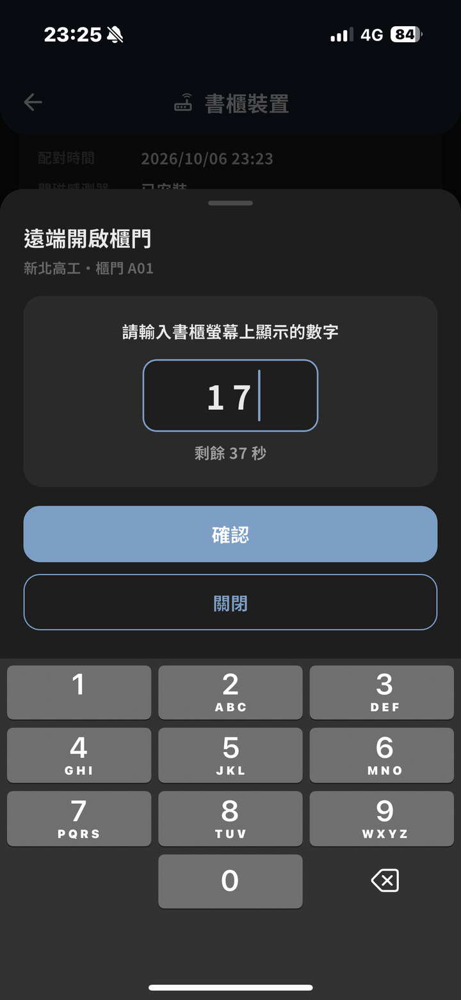 23:25 4G 84
書櫃裝置
配對時間 2026/10/06 23:23
已安裝
遠端開啟櫃門
新北高工・櫃門 A01
請輸入書櫃螢幕上顯示的數字
17
剩餘 37 秒
確認
關閉
1 2 3
ABC DEF
4 5 6
GHI JKL MNO
7 8 9
PQRS TUV WXYZ
0